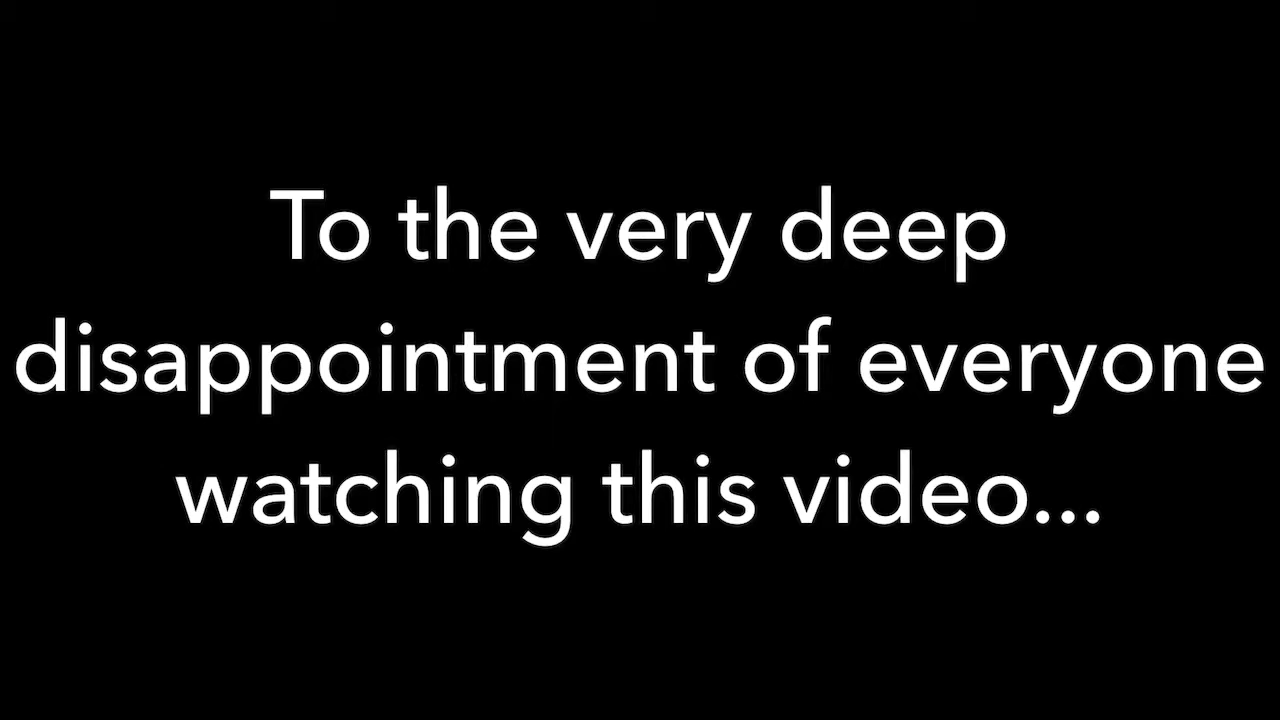 To the very deep
disappointment of everyone
watching this video...